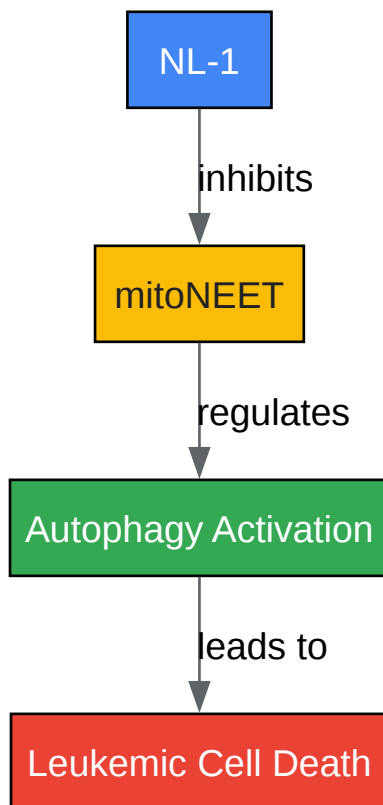 NL-1
inhibits
mitoNEET
regulates
Autophagy Activation
leads to
Leukemic Cell Death